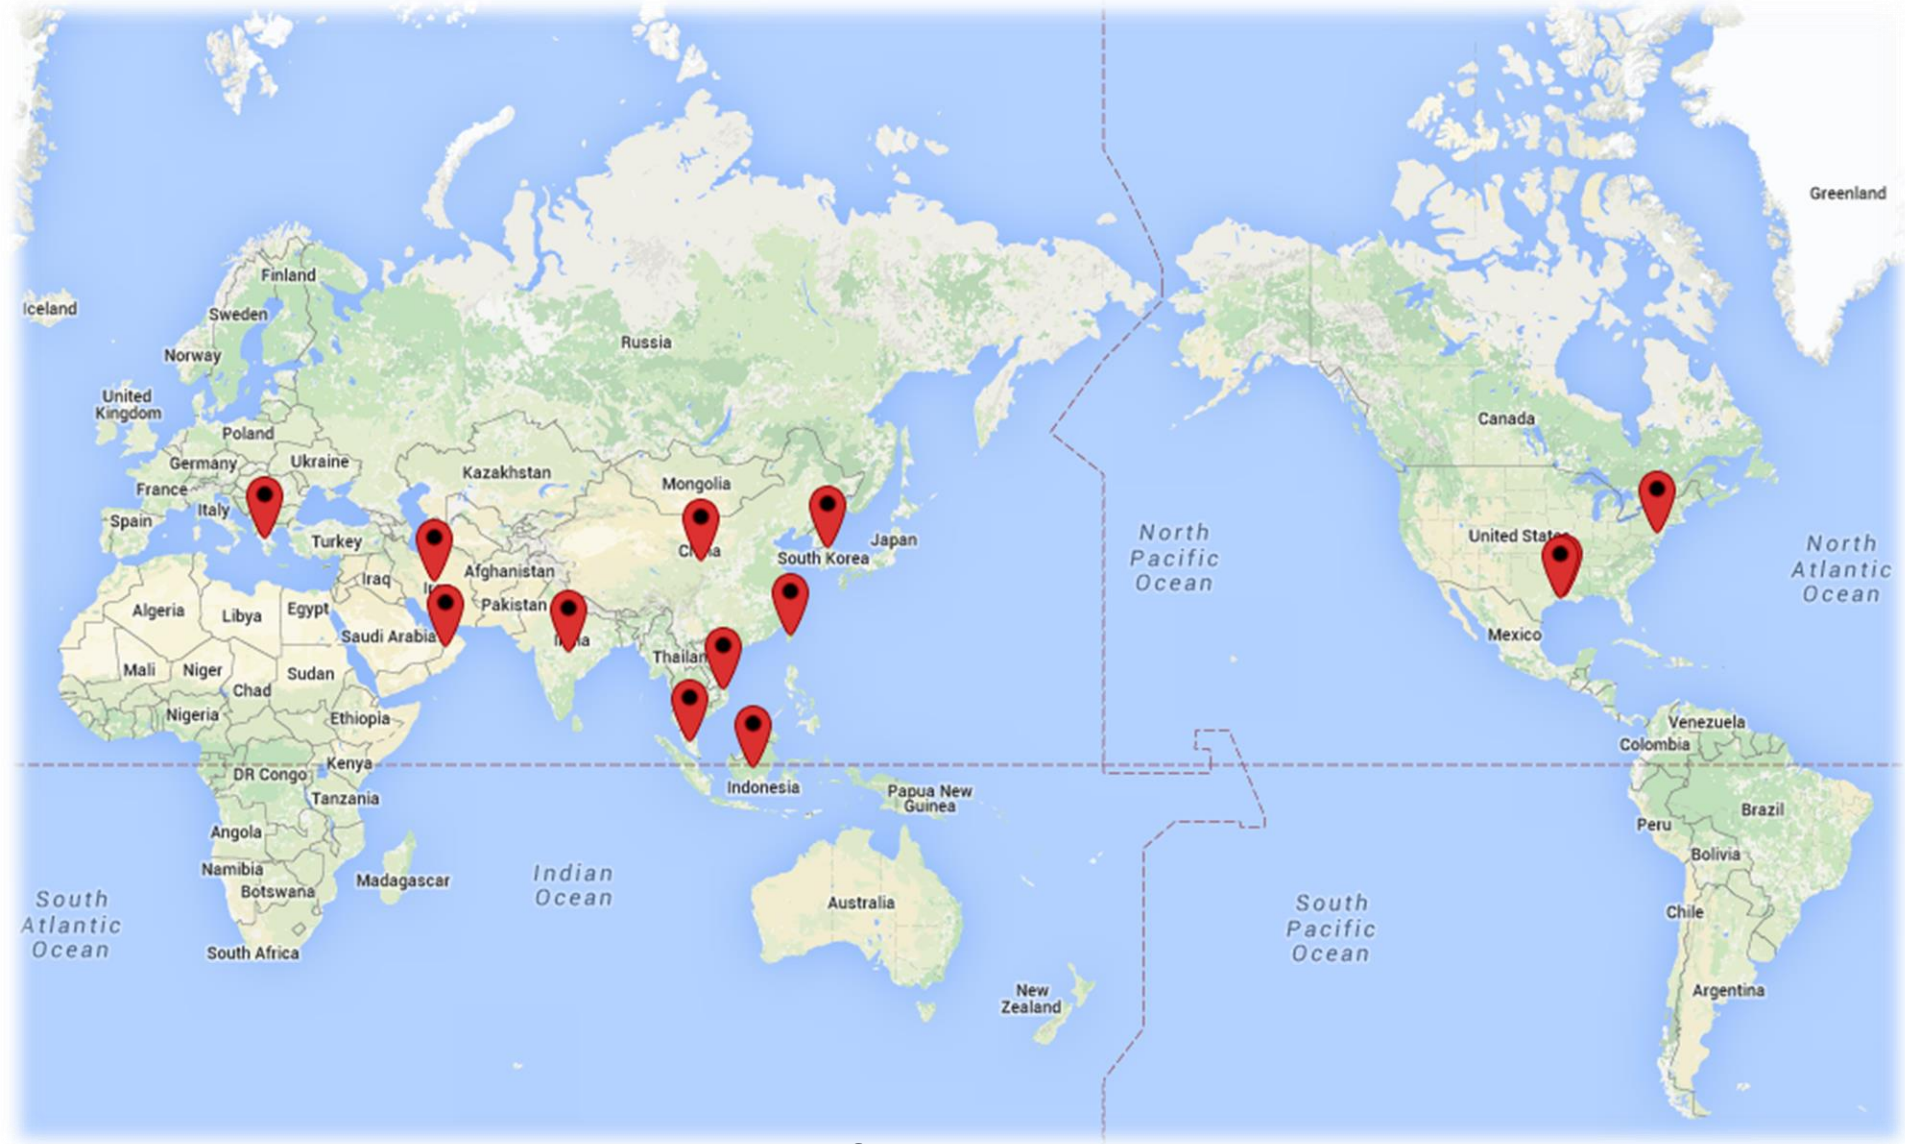 Greenland
Finland
Iceland
Sweden
Russia
Norway
United
Kingdom
Canada
Poland
Germany
Ukraine
Kazakhstan
Mongolia
France
Italy
Spain
Turkey
Japan
United
South Korea
North
Pacific
Ocean
North
Atlantic
Ocean
Iraq
Afghanistan
Algeria
Libya
Egypt
Pakistan
Saudi Arabia
Mexico
Mali
Niger
Sudan
Chad
Nigeria
Ethiopia
Venezuela
Colombia
DR Congo
Kenya
Indonesia
Papua New
Guinea
Tanzania
Brazil
Peru
Angola
Bolivia
Namibia
Botswana
Madagascar
Indian
Ocean
Australia
South
Atlantic
Ocean
South
Pacific
Ocean
Chile
South Africa
New
Zealand
Argentina